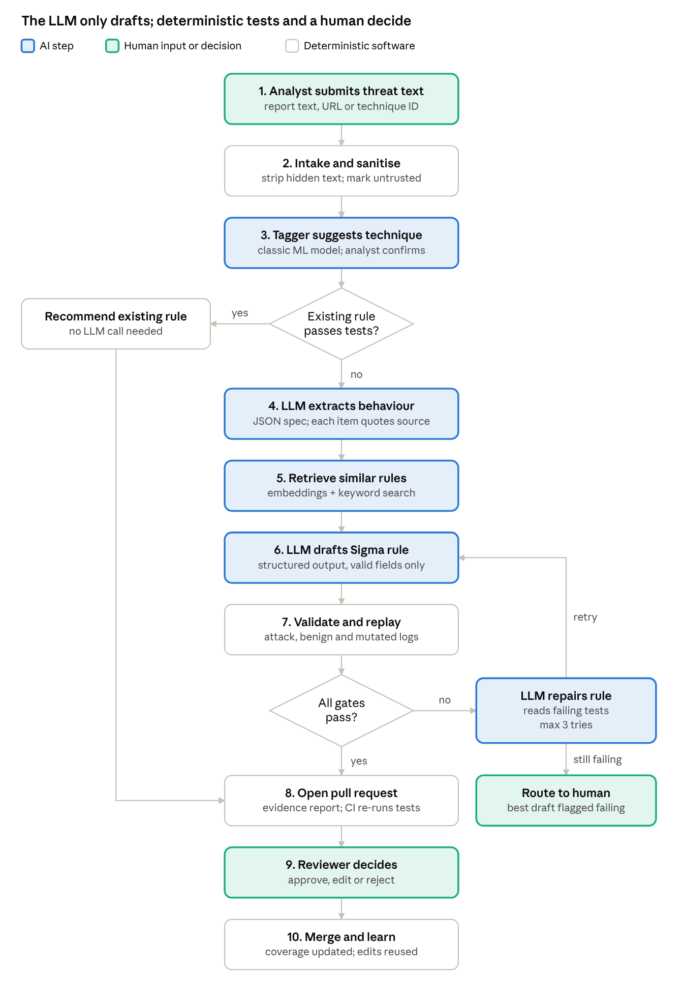 The LLM only drafts; deterministic tests and a human decide
AI step
Human input or decision
Deterministic software
1. Analyst submits threat text
report text, URL or technique ID
2. Intake and sanitise
strip hidden text; mark untrusted
3. Tagger suggests technique
classic ML model; analyst confirms
Existing rule
passes tests?
yes
Recommend existing rule
no LLM call needed
no
4. LLM extracts behaviour
JSON spec; each item quotes source
5. Retrieve similar rules
embeddings + keyword search
6. LLM drafts Sigma rule
structured output, valid fields only
7. Validate and replay
attack, benign and mutated logs
retry
All gates
pass?
no
LLM repairs rule
reads failing tests
max 3 tries
yes
still failing
8. Open pull request
evidence report; CI re-runs tests
Route to human
best draft flagged failing
9. Reviewer decides
approve, edit or reject
10. Merge and learn
coverage updated; edits reused